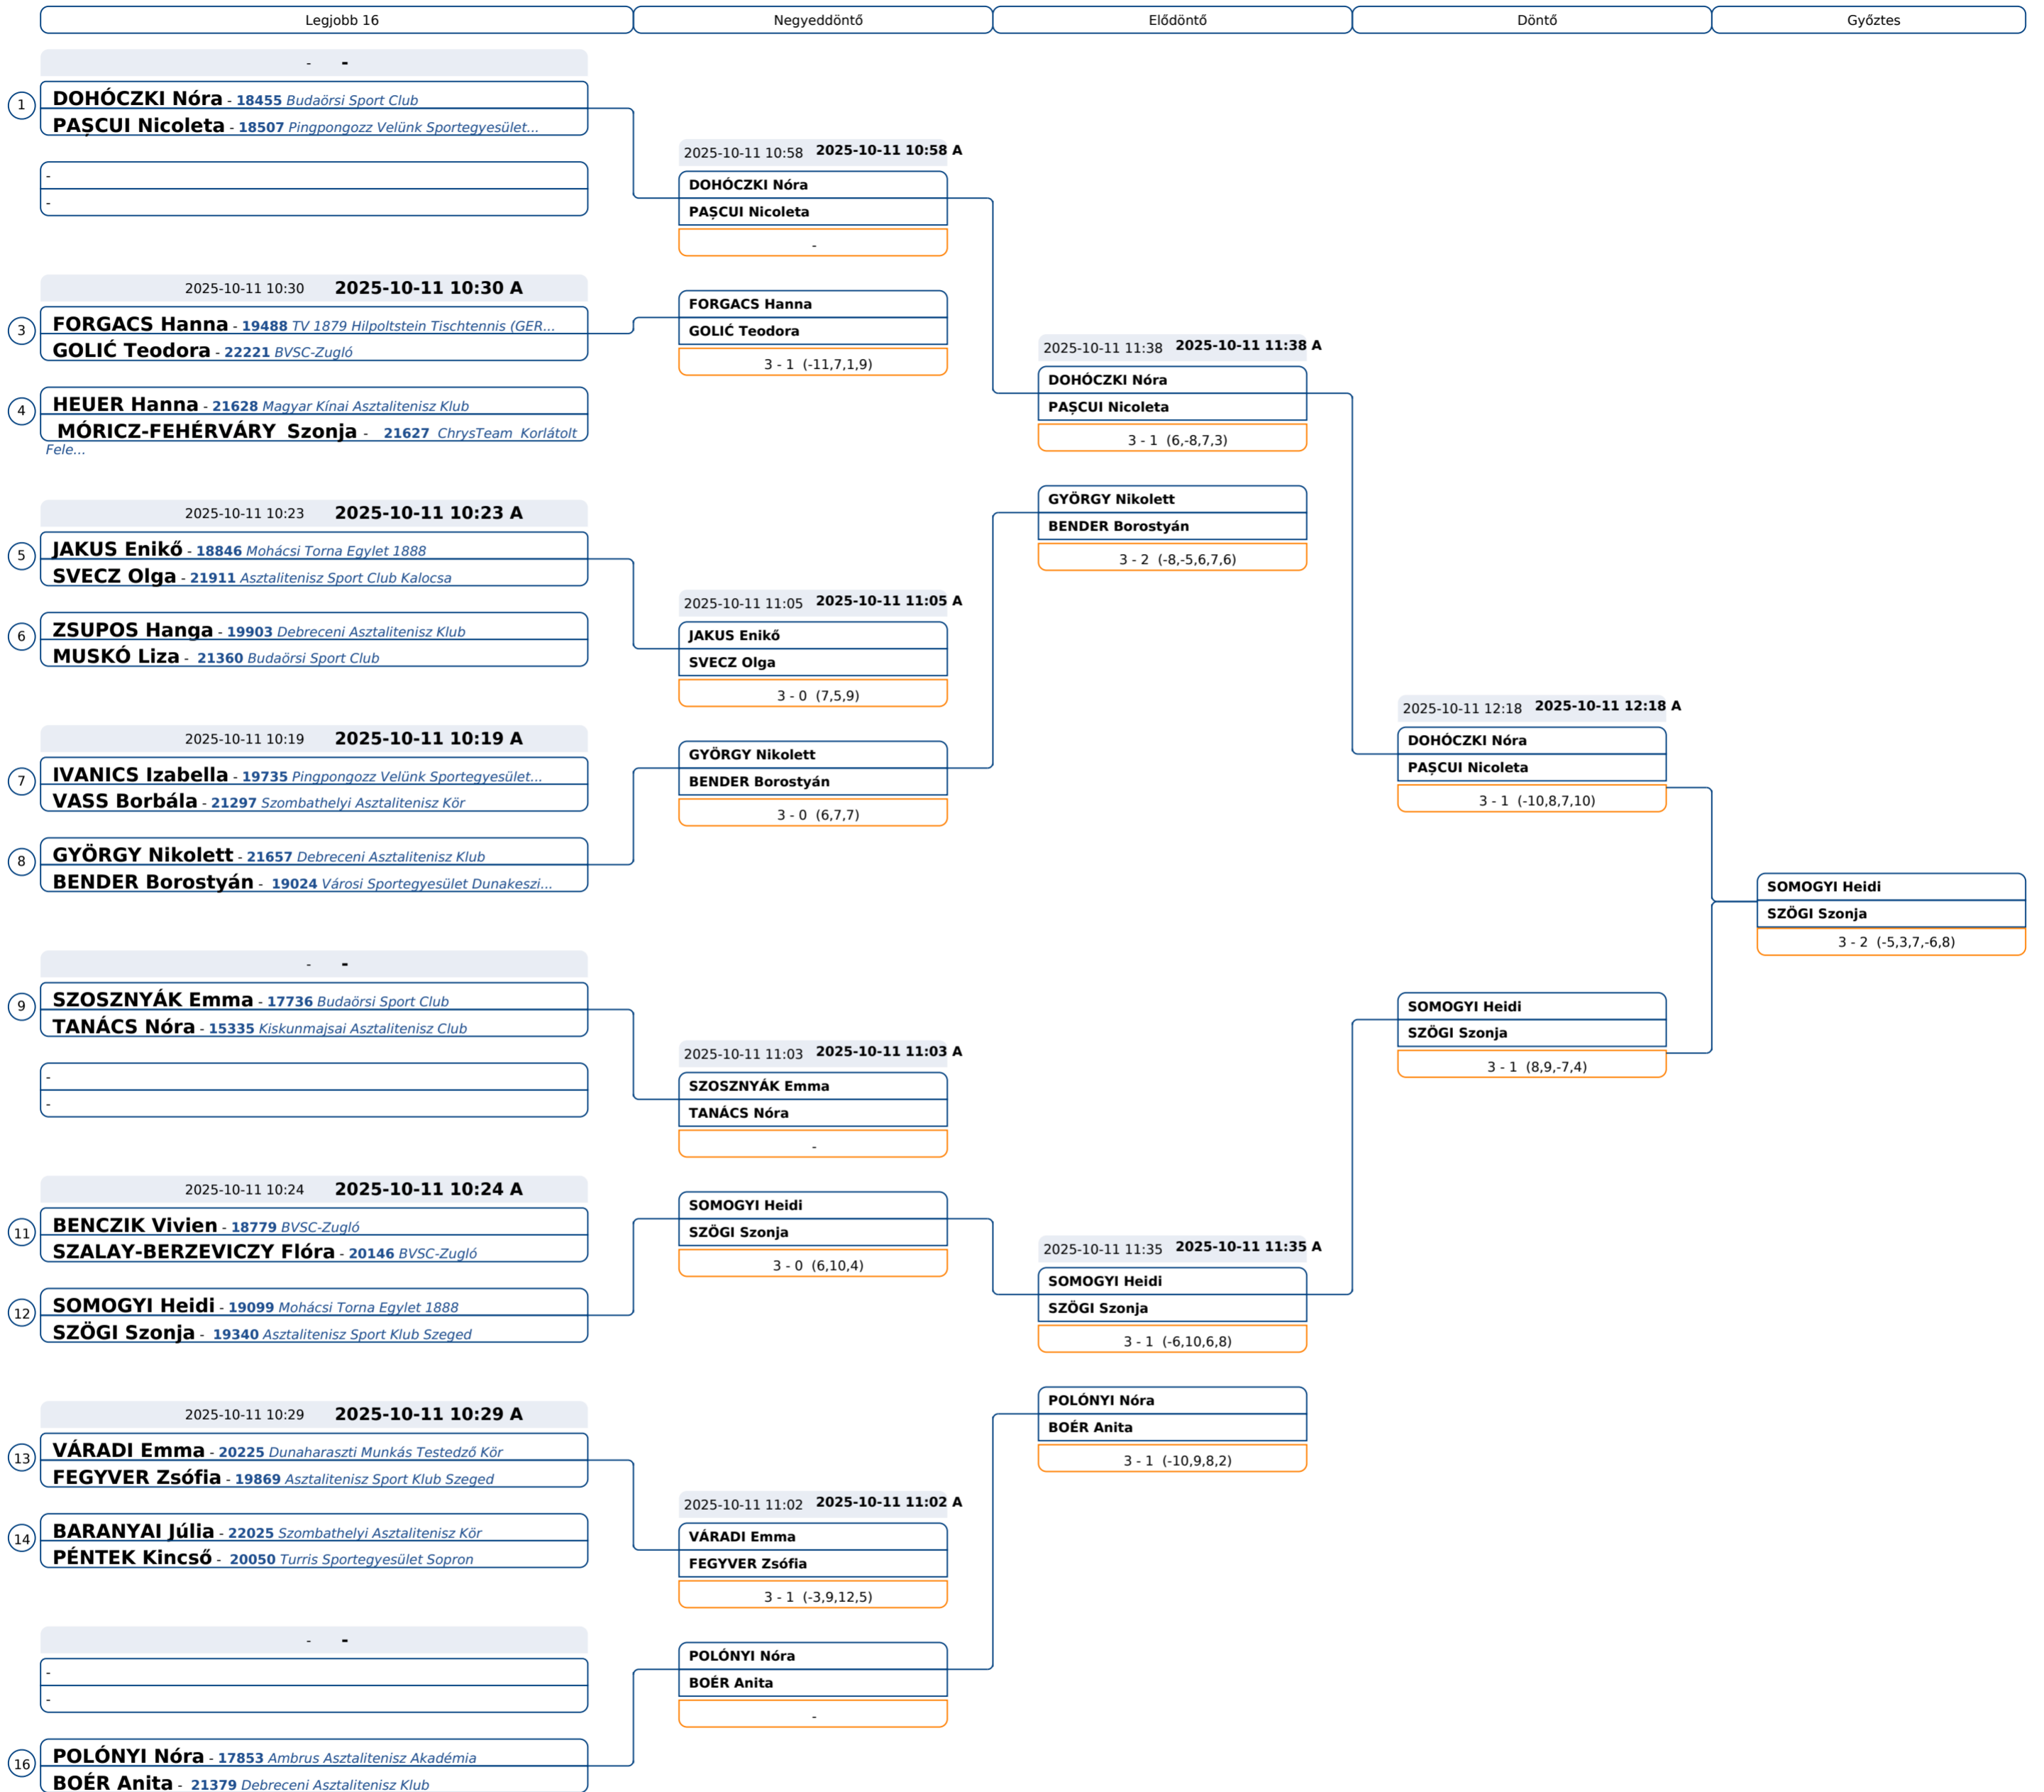 Legjobb 16
Negyeddöntő
Elődöntő
Döntő
Győztes
- -
1
DOHÓCZKI Nóra - 18455 Budaörsi Sport Club
PAȘCUI Nicoleta - 18507 Pingpongozz Velünk Sportegyesület...
-
-
2025-10-11 10:30 2025-10-11 10:30 A
3
FORGACS Hanna - 19488 TV 1879 Hilpoltstein Tischtennis (GER...
GOLIĆ Teodora - 22221 BVSC-Zugló
4
HEUER Hanna - 21628 Magyar Kínai Asztalitenisz Klub
MÓRICZ-FEHÉRVÁRY Szonja - 21627 ChrysTeam Korlátolt
Fele...
2025-10-11 10:23 2025-10-11 10:23 A
5
JAKUS Enikő - 18846 Mohácsi Torna Egylet 1888
SVECZ Olga - 21911 Asztalitenisz Sport Club Kalocsa
6
ZSUPOS Hanga - 19903 Debreceni Asztalitenisz Klub
MUSKÓ Liza - 21360 Budaörsi Sport Club
2025-10-11 10:19 2025-10-11 10:19 A
7
IVANICS Izabella - 19735 Pingpongozz Velünk Sportegyesület...
VASS Borbála - 21297 Szombathelyi Asztalitenisz Kör
8
GYÖRGY Nikolett - 21657 Debreceni Asztalitenisz Klub
BENDER Borostyán - 19024 Városi Sportegyesület Dunakeszi...
- -
9
SZOSZNYÁK Emma - 17736 Budaörsi Sport Club
TANÁCS Nóra - 15335 Kiskunmajsai Asztalitenisz Club
-
-
2025-10-11 10:24 2025-10-11 10:24 A
11
BENCZIK Vivien - 18779 BVSC-Zugló
SZALAY-BERZEVICZY Flóra - 20146 BVSC-Zugló
12
SOMOGYI Heidi - 19099 Mohácsi Torna Egylet 1888
SZÖGI Szonja - 19340 Asztalitenisz Sport Klub Szeged
2025-10-11 10:29 2025-10-11 10:29 A
13
VÁRADI Emma - 20225 Dunaharaszti Munkás Testedző Kör
FEGYVER Zsófia - 19869 Asztalitenisz Sport Klub Szeged
14
BARANYAI Júlia - 22025 Szombathelyi Asztalitenisz Kör
PÉNTEK Kincső - 20050 Turris Sportegyesület Sopron
- -
-
-
16
POLÓNYI Nóra - 17853 Ambrus Asztalitenisz Akadémia
BOÉR Anita - 21379 Debreceni Asztalitenisz Klub
2025-10-11 10:58 2025-10-11 10:58 A
DOHÓCZKI Nóra
PAȘCUI Nicoleta
-
FORGACS Hanna
GOLIĆ Teodora
3 - 1 (-11,7,1,9)
2025-10-11 11:05 2025-10-11 11:05 A
JAKUS Enikő
SVECZ Olga
3 - 0 (7,5,9)
GYÖRGY Nikolett
BENDER Borostyán
3 - 0 (6,7,7)
2025-10-11 11:03 2025-10-11 11:03 A
SZOSZNYÁK Emma
TANÁCS Nóra
-
SOMOGYI Heidi
SZÖGI Szonja
3 - 0 (6,10,4)
2025-10-11 11:02 2025-10-11 11:02 A
VÁRADI Emma
FEGYVER Zsófia
3 - 1 (-3,9,12,5)
POLÓNYI Nóra
BOÉR Anita
-
2025-10-11 11:38 2025-10-11 11:38 A
DOHÓCZKI Nóra
PAȘCUI Nicoleta
3 - 1 (6,-8,7,3)
GYÖRGY Nikolett
BENDER Borostyán
3 - 2 (-8,-5,6,7,6)
2025-10-11 11:35 2025-10-11 11:35 A
SOMOGYI Heidi
SZÖGI Szonja
3 - 1 (-6,10,6,8)
POLÓNYI Nóra
BOÉR Anita
3 - 1 (-10,9,8,2)
2025-10-11 12:18 2025-10-11 12:18 A
DOHÓCZKI Nóra
PAȘCUI Nicoleta
3 - 1 (-10,8,7,10)
SOMOGYI Heidi
SZÖGI Szonja
3 - 1 (8,9,-7,4)
SOMOGYI Heidi
SZÖGI Szonja
3 - 2 (-5,3,7,-6,8)